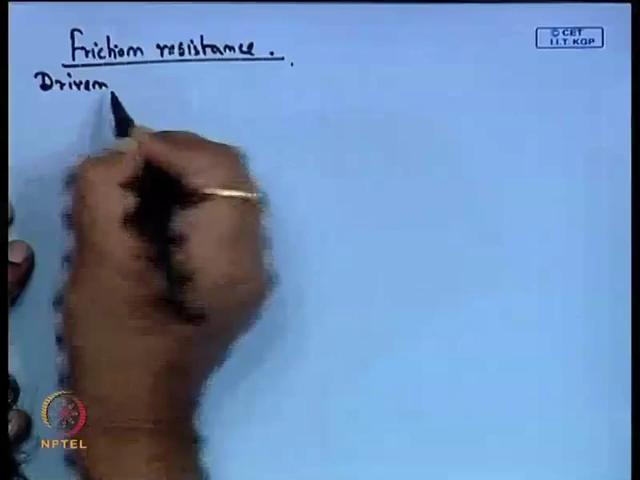 Friction resistance.
Driven
© CET
I.I.T. KGP
NPTEL